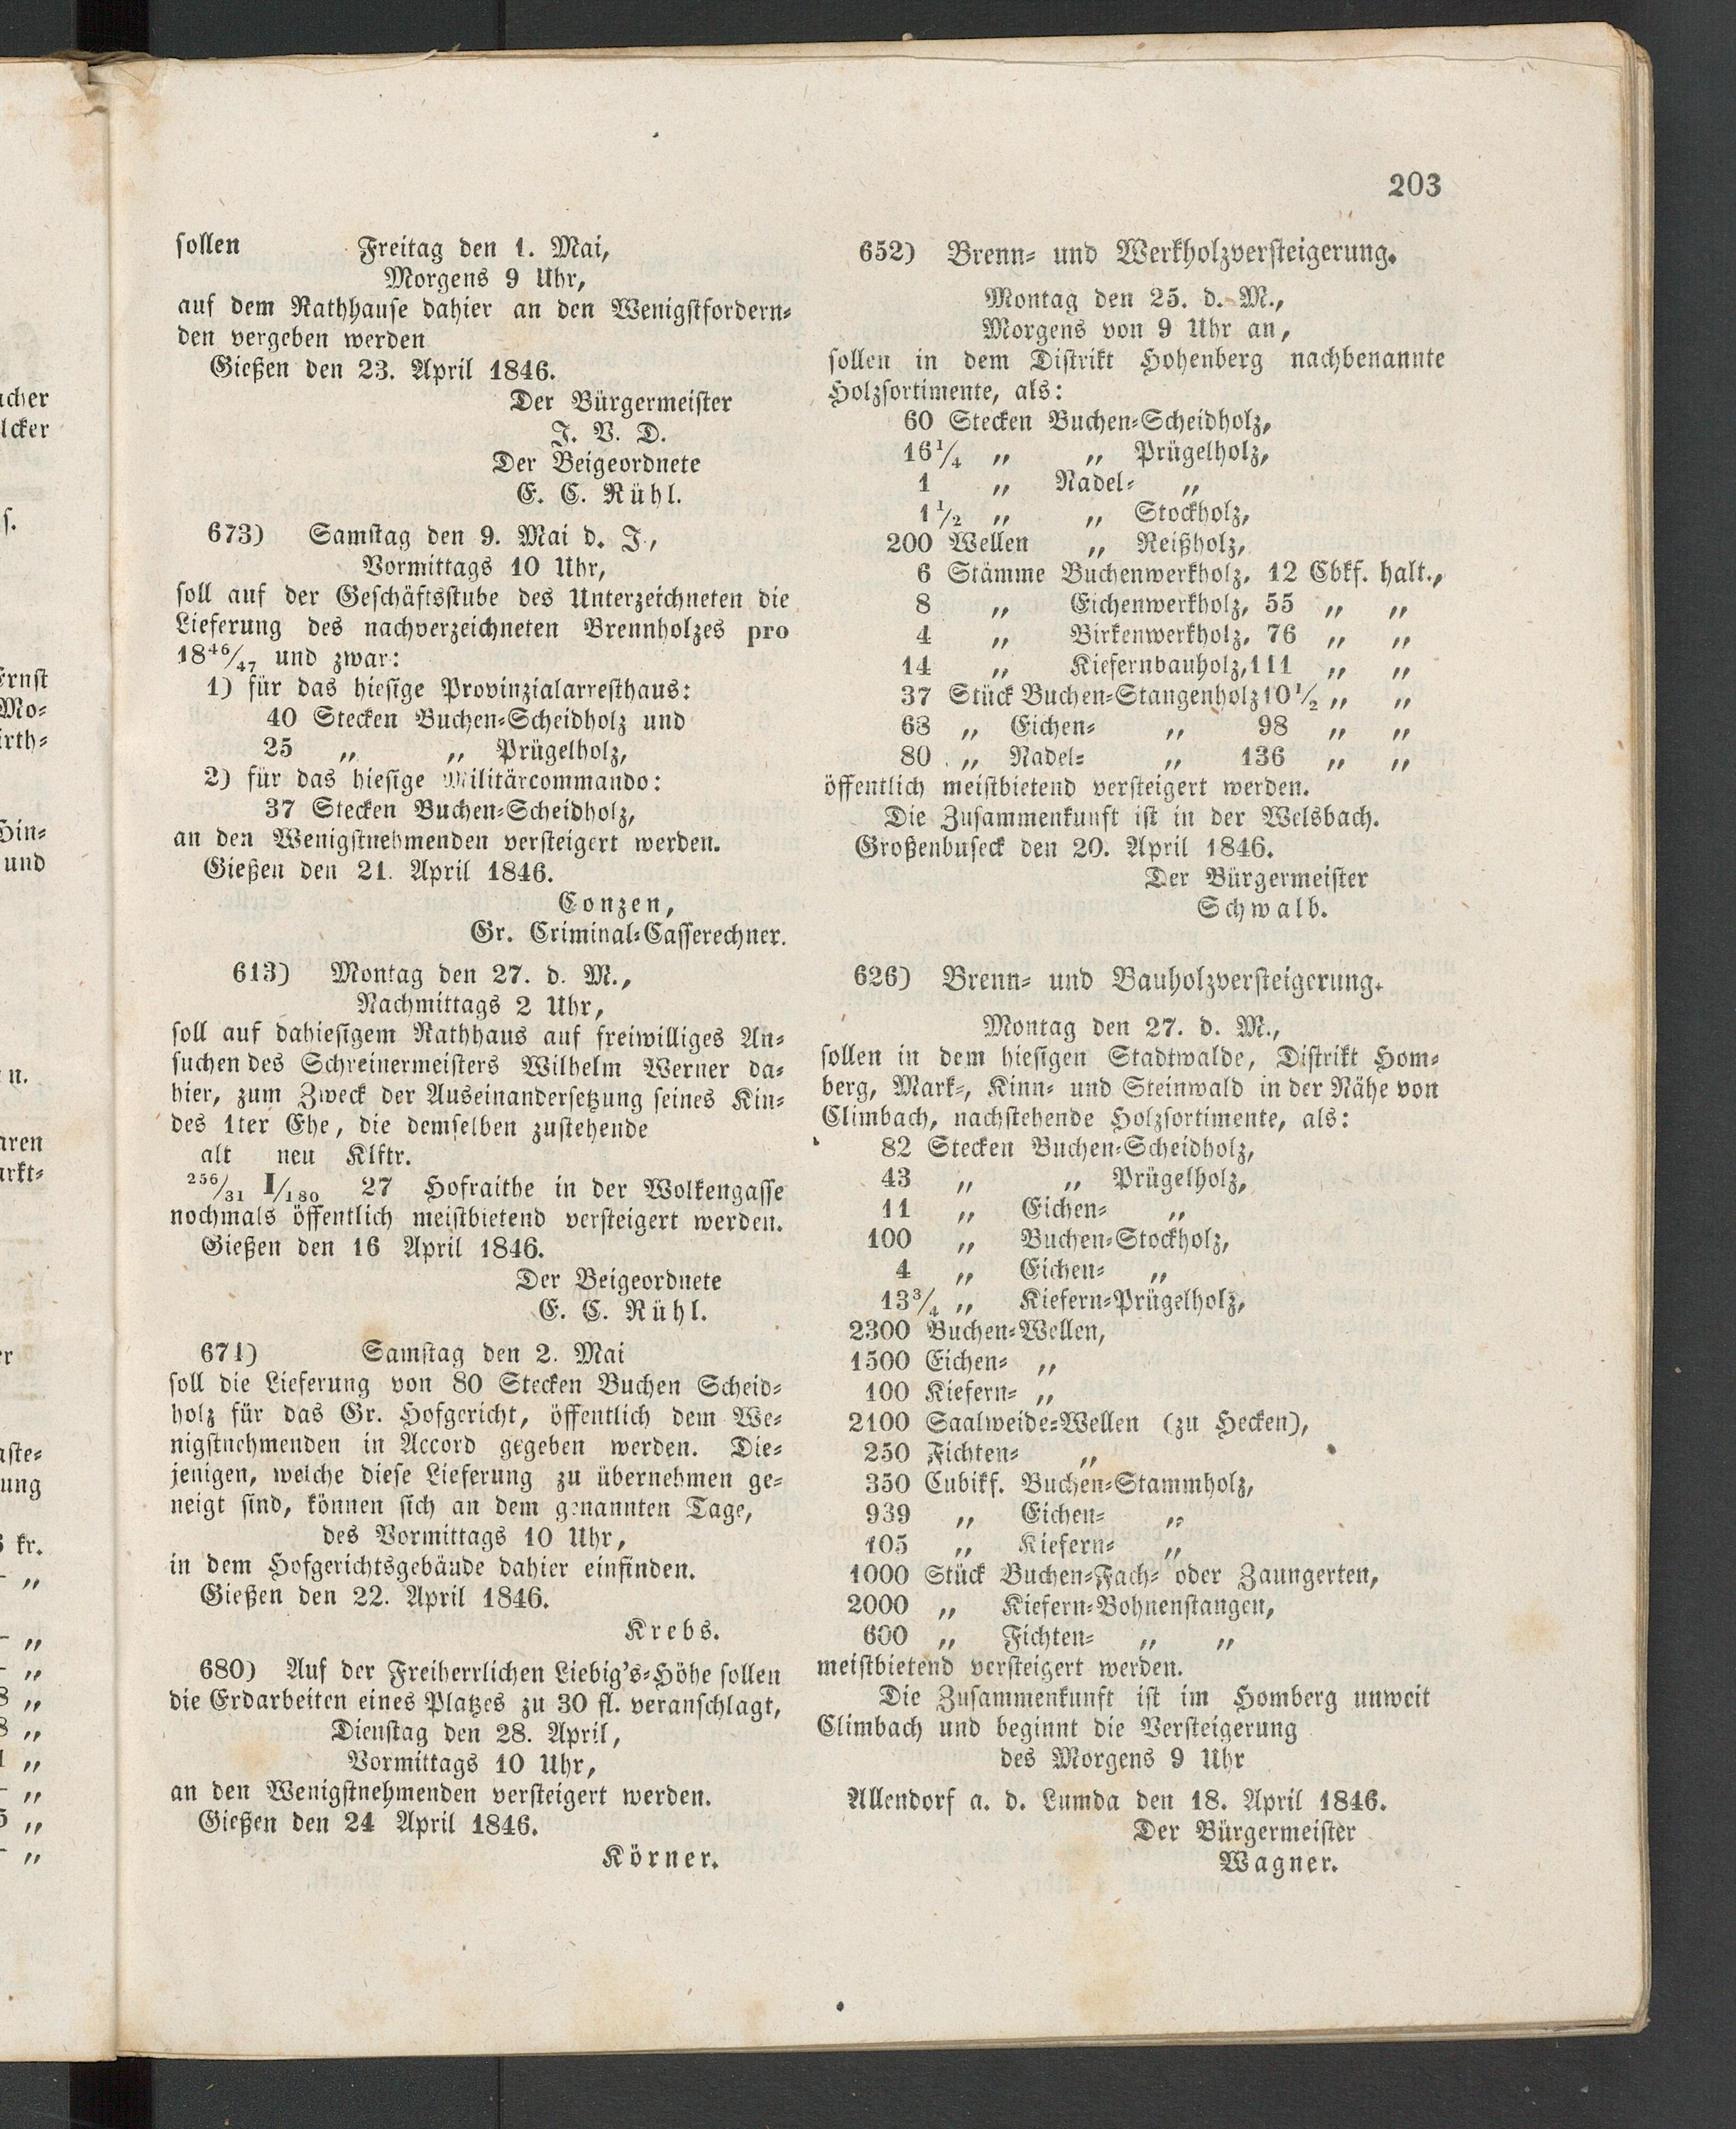 203
sollen Freitag den 1. Mai,
Morgens 9 Uhr,
auf dem Rathhause dahier an den Wenigstfordern-
den vergeben werden
Gießen den 23. April 1846.
Der Bürgermeister
J. V. D.
Der Beigeordnete
E. C. Rühl.
673) Samstag den 9. Mai d. J.,
Vormittags 10 Uhr,
soll auf der Geschäftsstube des Unterzeichneten die
Lieferung des nachverzeichneten Brennholzes pro
18⁴⁶/₄₇ und zwar:
1) für das hiesige Provinzialarresthaus:
40 Stecken Buchen-Scheidholz und
25 „ „ Prügelholz,
2) für das hiesige Militärcommando:
37 Stecken Buchen-Scheidholz,
an den Wenigstnehmenden versteigert werden.
Gießen den 21. April 1846.
Conzen,
Gr. Criminal-Casserechner.
613) Montag den 27. d. M.,
Nachmittags 2 Uhr,
soll auf dahiesigem Rathhaus auf freiwilliges An-
suchen des Schreinermeisters Wilhelm Werner da-
hier, zum Zweck der Auseinandersetzung seines Kin-
des 1ter Ehe, die demselben zustehende
alt neu Klftr.
²⁵⁶/₃₁ I/₁₈₀ 27 Hofraithe in der Wolkengasse
nochmals öffentlich meistbietend versteigert werden.
Gießen den 16 April 1846.
Der Beigeordnete
E. C. Rühl.
671) Samstag den 2. Mai
soll die Lieferung von 80 Stecken Buchen Scheid-
holz für das Gr. Hofgericht, öffentlich dem We-
nigstnehmenden in Accord gegeben werden. Die-
jenigen, welche diese Lieferung zu übernehmen ge-
neigt sind, können sich an dem genannten Tage,
des Vormittags 10 Uhr,
in dem Hofgerichtsgebäude dahier einfinden.
Gießen den 22. April 1846.
Krebs.
680) Auf der Freiherrlichen Liebig's-Höhe sollen
die Erdarbeiten eines Platzes zu 30 fl. veranschlagt,
Dienstag den 28. April,
Vormittags 10 Uhr,
an den Wenigstnehmenden versteigert werden.
Gießen den 24 April 1846.
Körner.
652) Brenn- und Werkholzversteigerung.
Montag den 25. d. M.,
Morgens von 9 Uhr an,
sollen in dem Distrikt Hohenberg nachbenannte
Holzsortimente, als:
60 Stecken Buchen-Scheidholz,
16¹/₄ „ „ Prügelholz,
1 „ Nadel- „
1¹/₂ „ „ Stockholz,
200 Wellen „ Reißholz,
6 Stämme Buchenwerkholz, 12 Cbkf. halt.,
8 „ Eichenwerkholz, 55 „ „
4 „ Birkenwerkholz, 76 „ „
14 „ Kiefernbauholz, 111 „ „
37 Stück Buchen-Stangenholz 10¹/₂ „ „
68 „ Eichen- „ 98 „ „
80 „ Nadel- „ 136 „ „
öffentlich meistbietend versteigert werden.
Die Zusammenkunft ist in der Welsbach.
Großenbuseck den 20. April 1846.
Der Bürgermeister
Schwalb.
626) Brenn- und Bauholzversteigerung.
Montag den 27. d. M.,
sollen in dem hiesigen Stadtwalde, Distrikt Hom-
berg, Mark-, Kinn- und Steinwald in der Nähe von
Climbach, nachstehende Holzsortimente, als:
82 Stecken Buchen-Scheidholz,
43 „ „ Prügelholz,
11 „ Eichen- „
100 „ Buchen-Stockholz,
4 „ Eichen- „
13³/₄ „ Kiefern-Prügelholz,
2300 Buchen-Wellen,
1500 Eichen- „
100 Kiefern- „
2100 Saalweide-Wellen (zu Hecken),
250 Fichten- „
350 Cubikf. Buchen-Stammholz,
939 „ Eichen- „
105 „ Kiefern- „
1000 Stück Buchen-Fach- oder Zaungerten,
2000 „ Kiefern-Bohnenstangen,
600 „ Fichten- „ „
meistbietend versteigert werden.
Die Zusammenkunft ist im Homberg unweit
Climbach und beginnt die Versteigerung
des Morgens 9 Uhr
Allendorf a. d. Lumda den 18. April 1846.
Der Bürgermeister
Wagner.